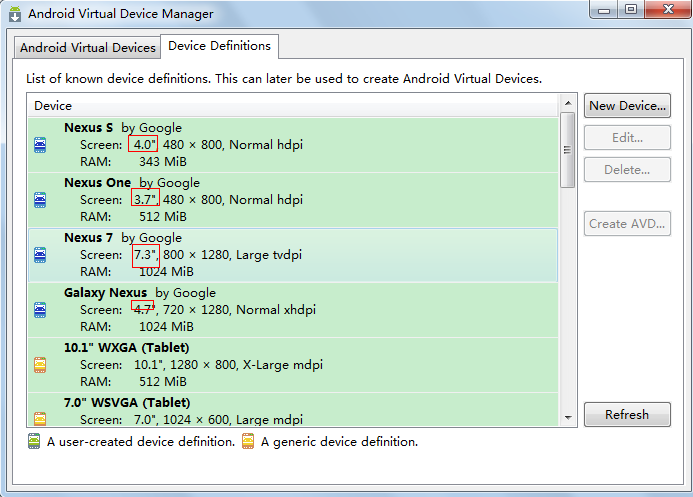 Android Virtual Device Manager
Android Virtual Devices
Device Definitions
List of known device definitions. This can later be used to create Android Virtual Devices.
Device
Nexus S by Google
Screen: 4.0", 480 × 800, Normal hdpi
RAM: 343 MiB
Nexus One by Google
Screen: 3.7", 480 × 800, Normal hdpi
RAM: 512 MiB
Nexus 7 by Google
Screen: 7.3", 800 × 1280, Large tvdpi
RAM: 1024 MiB
Galaxy Nexus by Google
Screen: 4.7", 720 × 1280, Normal xhdpi
RAM: 1024 MiB
10.1" WXGA (Tablet)
Screen: 10.1", 1280 × 800, X-Large mdpi
RAM: 512 MiB
7.0" WSVGA (Tablet)
Screen: 7.0", 1024 × 600, Large mdpi
New Device...
Edit...
Delete...
Create AVD...
Refresh
A user-created device definition.
A generic device definition.